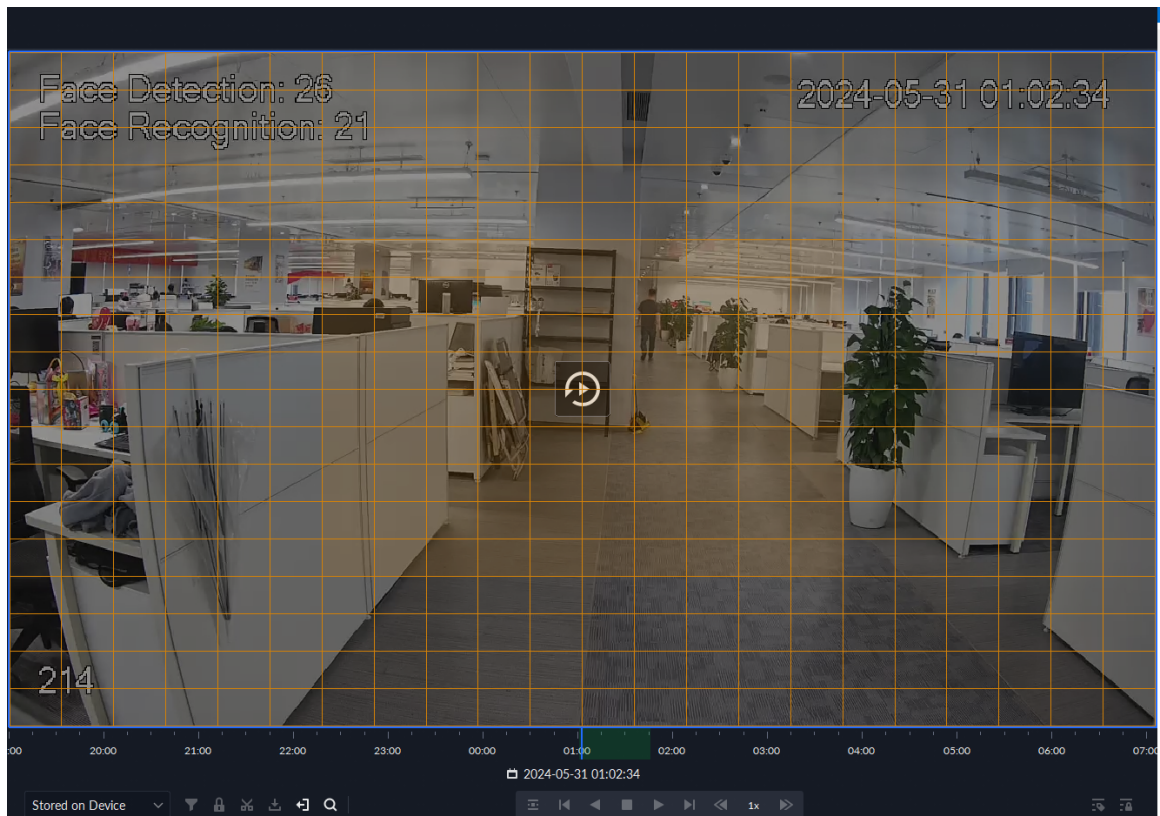 Face Detection: 26
Face Recognition: 21
2024-05-31 01:02:34
214
:00 20:00 21:00 22:00 23:00 00:00 01:00 02:00 03:00 04:00 05:00 06:00 07:0
2024-05-31 01:02:34
Stored on Device
1x